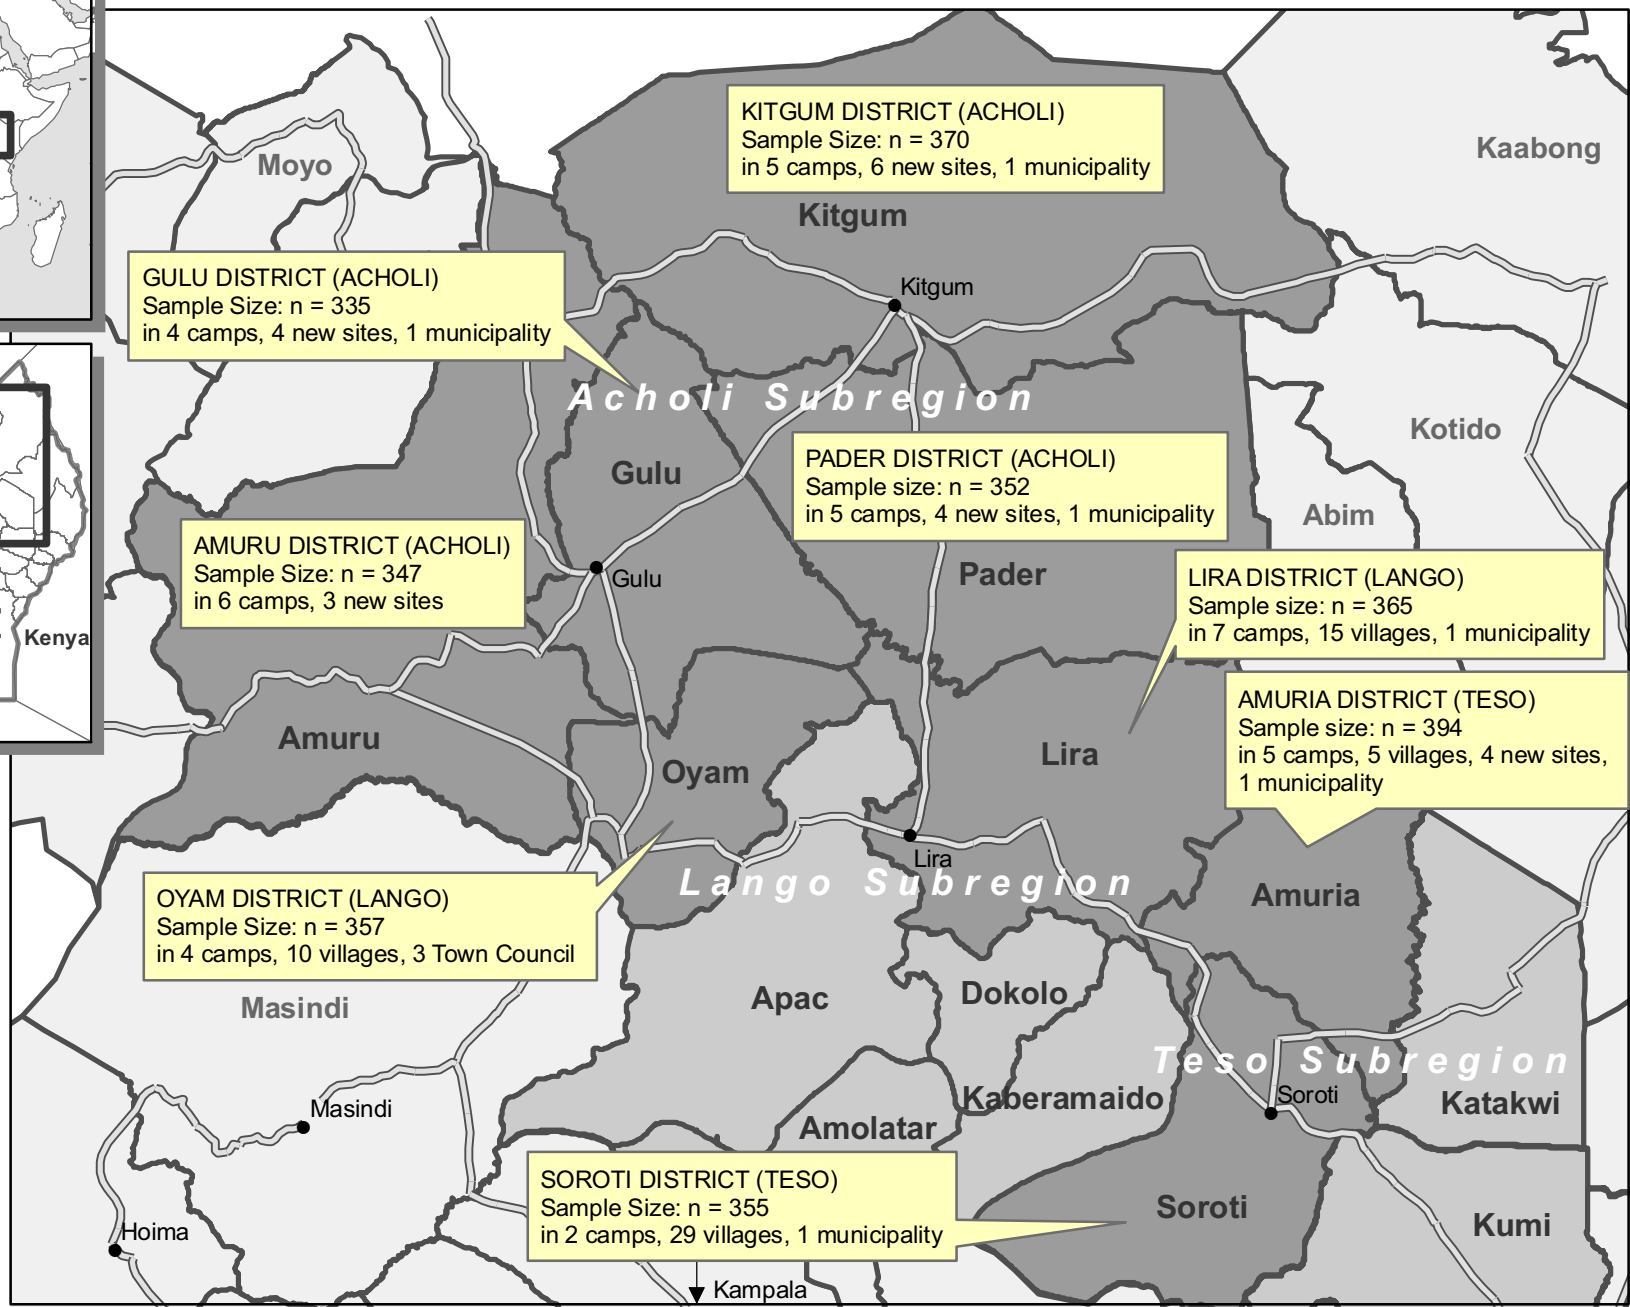 KITGUM DISTRICT (ACHOLI)
Sample Size: n = 370
in 5 camps, 6 new sites, 1 municipality
Kaabong
Moyo
Kitgum
GULU DISTRICT (ACHOLI)
Sample Size: n = 335
in 4 camps, 4 new sites, 1 municipality
Kitgum
Acholi Subregion
Kotido
Gulu
PADER DISTRICT (ACHOLI)
Sample size: n = 352
in 5 camps, 4 new sites, 1 municipality
Abim
AMURU DISTRICT (ACHOLI)
Sample Size: n = 347
in 6 camps, 3 new sites
Gulu
Pader
LIRA DISTRICT (LANGO)
Sample size: n = 365
in 7 camps, 15 villages, 1 municipality
Kenya
AMURIA DISTRICT (TESO)
Sample size: n = 394
in 5 camps, 5 villages, 4 new sites,
1 municipality
Amuru
Oyam
Lira
Lira
Lango Subregion
Amuria
OYAM DISTRICT (LANGO)
Sample Size: n = 357
in 4 camps, 10 villages, 3 Town Council
Masindi
Apac
Dokolo
Teso Subregion
Masindi
Kaberamaido
Soroti
Katakwi
Amolatar
SOROTI DISTRICT (TESO)
Sample Size: n = 355
in 2 camps, 29 villages, 1 municipality
Soroti
Kumi
Hoima
Kampala